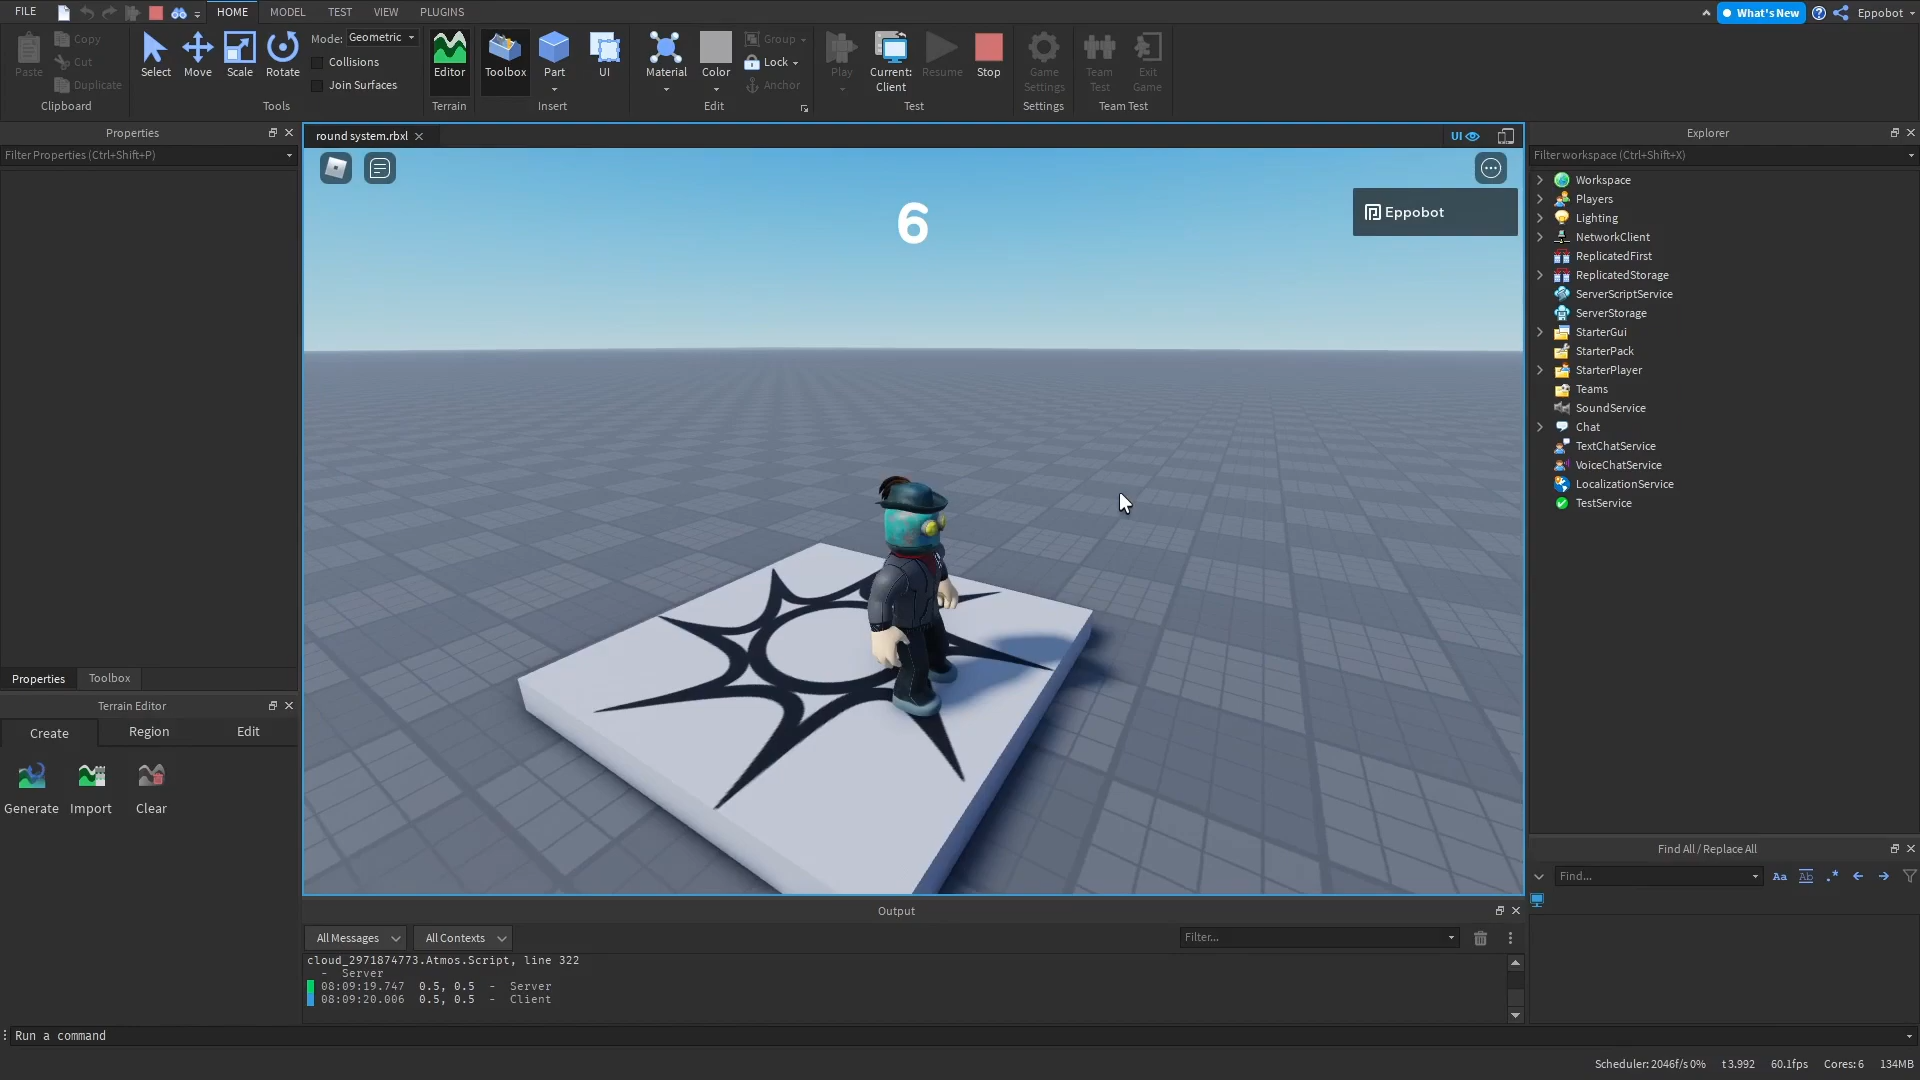 FILE HOME MODEL TEST VIEW PLUGINS What's New Eppobot
Paste Copy Cut Duplicate
Clipboard
Select Move Scale Rotate
Mode: Geometric
Collisions
Join Surfaces
Tools
Editor
Terrain
Toolbox Part UI
Insert
Material Color Group Lock Anchor
Edit
Play Current: Client Resume Stop
Test
Game Settings
Settings
Team Test Exit Game
Team Test
Properties
Filter Properties (Ctrl+Shift+P)
Properties Toolbox
Terrain Editor
Create Region Edit
Generate Import Clear
round system.rbxl UI
6
Eppobot
Output
All Messages All Contexts Filter...
cloud_2971874773.Atmos.Script, line 322
- Server
08:09:19.747 0.5, 0.5 - Server
08:09:20.006 0.5, 0.5 - Client
Explorer
Filter workspace (Ctrl+Shift+X)
Workspace
Players
Lighting
NetworkClient
ReplicatedFirst
ReplicatedStorage
ServerScriptService
ServerStorage
StarterGui
StarterPack
StarterPlayer
Teams
SoundService
Chat
TextChatService
VoiceChatService
LocalizationService
TestService
Find All / Replace All
Find... Aa Ab .*
Run a command
Scheduler: 2046f/s 0% t 3.992 60.1fps Cores: 6 134MB